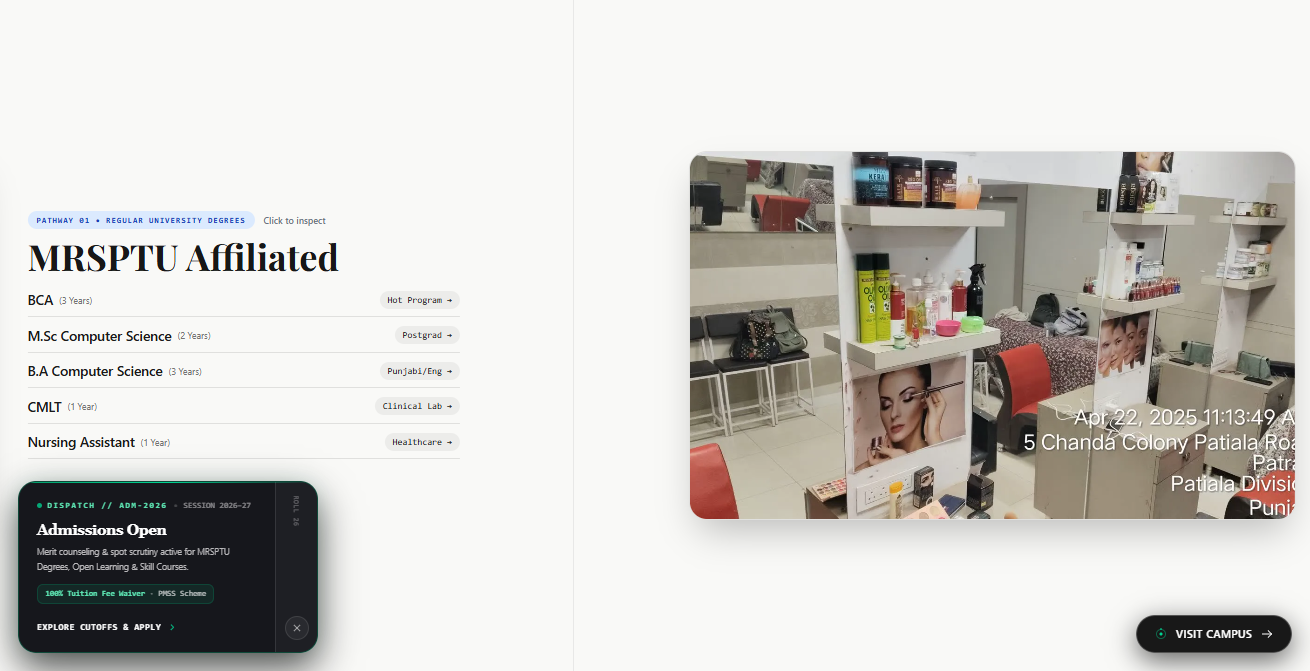 PATHWAY 01 ✦ REGULAR UNIVERSITY DEGREES Click to inspect
MRSPTU Affiliated
BCA (3 Years) Hot Program →
M.Sc Computer Science (2 Years) Postgrad →
B.A Computer Science (3 Years) Punjabi/Eng →
CMLT (1 Year) Clinical Lab →
Nursing Assistant (1 Year) Healthcare →
DISPATCH // ADM-2026 · SESSION 2026-27
Admissions Open
Merit counseling & spot scrutiny active for MRSPTU
Degrees, Open Learning & Skill Courses.
100% Tuition Fee Waiver · PMSS Scheme
EXPLORE CUTOFFS & APPLY >
ROLL 26
Apr 22, 2025 11:13:49 A
5 Chanda Colony Patiala Roa
Patra
Patiala Divisio
Punja
VISIT CAMPUS →